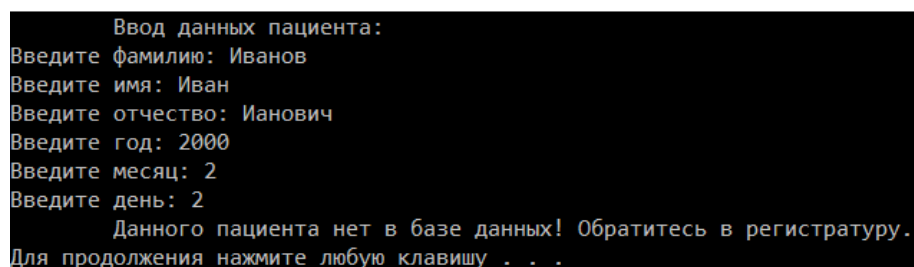 Ввод данных пациента:
Введите фамилию: Иванов
Введите имя: Иван
Введите отчество: Ианович
Введите год: 2000
Введите месяц: 2
Введите день: 2
Данного пациента нет в базе данных! Обратитесь в регистратуру.
Для продолжения нажмите любую клавишу . . .